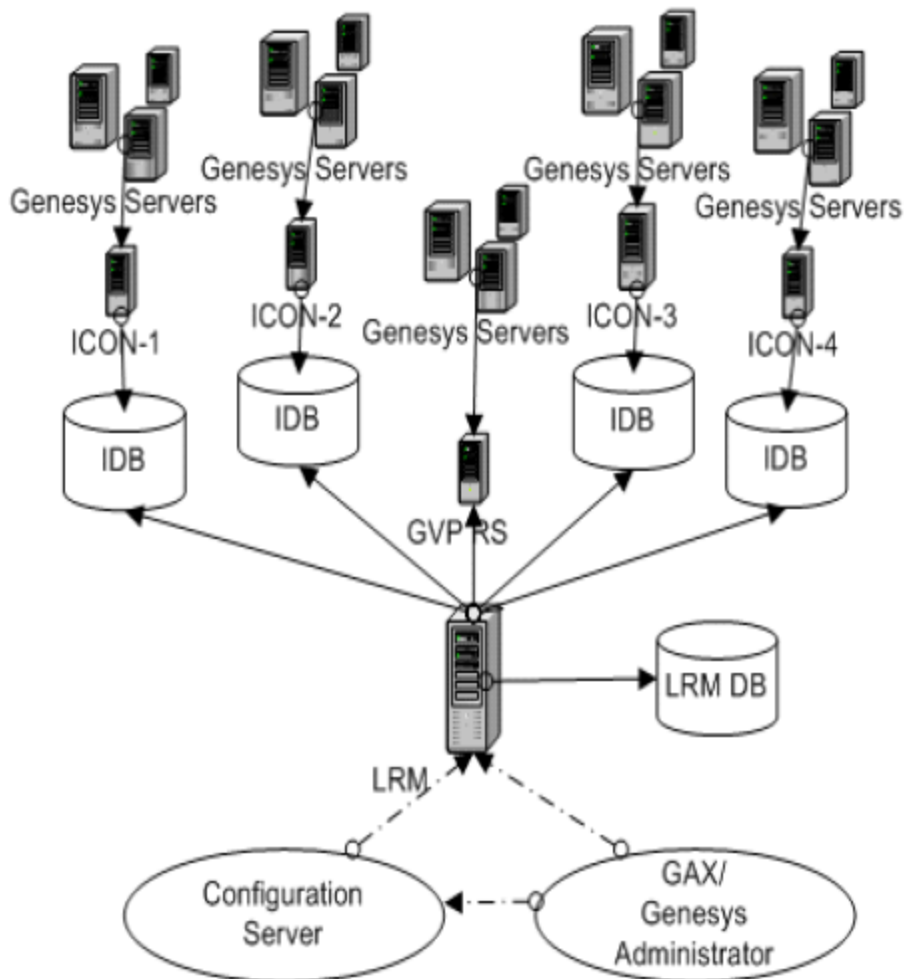 Genesys Servers
Genesys Servers
Genesys Servers
Genesys Servers
Genesys Servers
ICON-1
ICON-2
ICON-3
ICON-4
IDB
IDB
IDB
IDB
GVP RS
LRM DB
LRM
Configuration
Server
GAX/
Genesys
Administrator